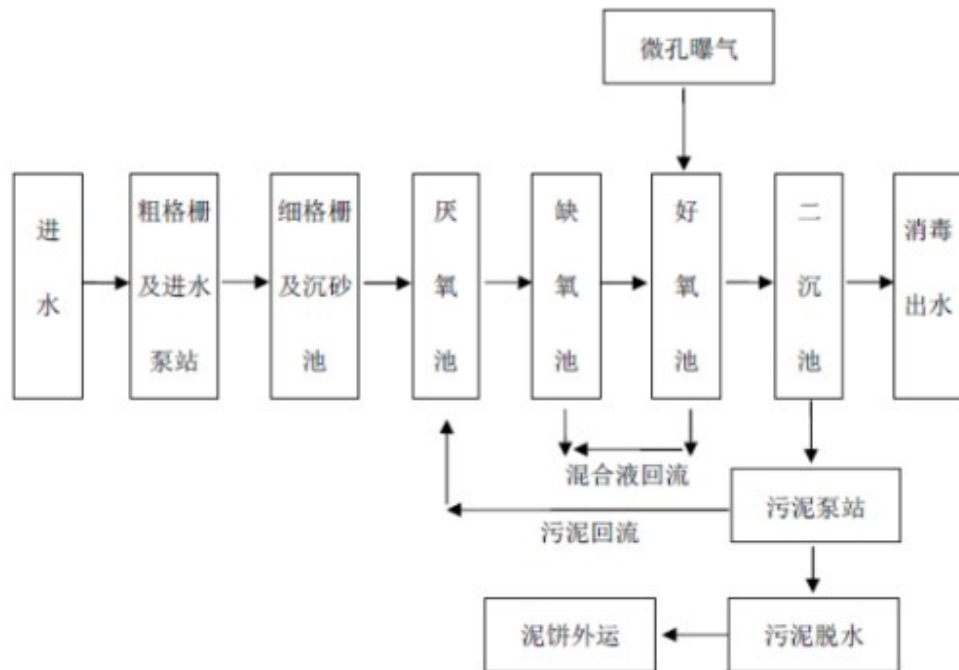 微孔曝气
进水
粗格栅
及进水
泵站
细格栅
及沉砂
池
厌氧池
缺氧池
好氧池
二沉池
消毒
出水
混合液回流
污泥回流
污泥泵站
泥饼外运
污泥脱水